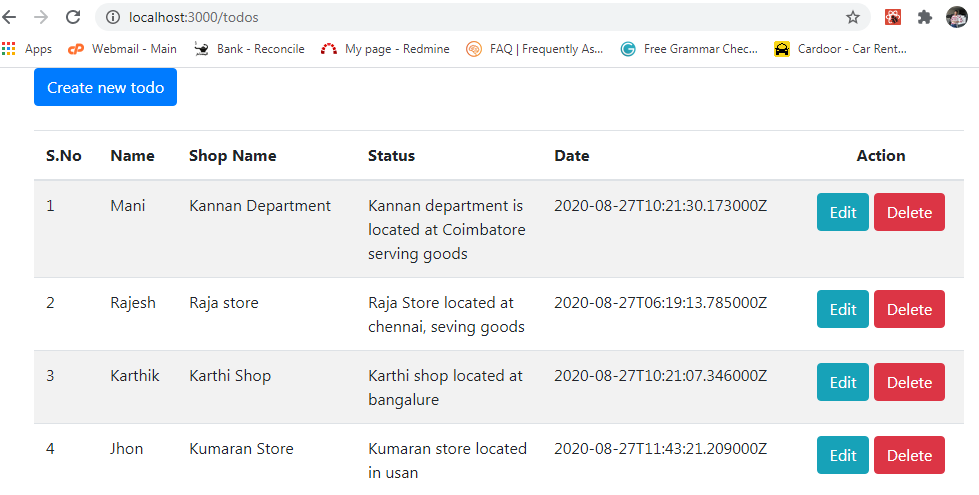 localhost:3000/todos
Apps Webmail - Main Bank - Reconcile My page - Redmine FAQ | Frequently As... Free Grammar Chec... Cardoor - Car Rent...
Create new todo
S.No Name Shop Name Status Date Action
1 Mani Kannan Department Kannan department is 2020-08-27T10:21:30.173000Z Edit Delete
located at Coimbatore
serving goods
2 Rajesh Raja store Raja Store located at 2020-08-27T06:19:13.785000Z Edit Delete
chennai, seving goods
3 Karthik Karthi Shop Karthi shop located at 2020-08-27T10:21:07.346000Z Edit Delete
bangalure
4 Jhon Kumaran Store Kumaran store located 2020-08-27T11:43:21.209000Z Edit Delete
in usan